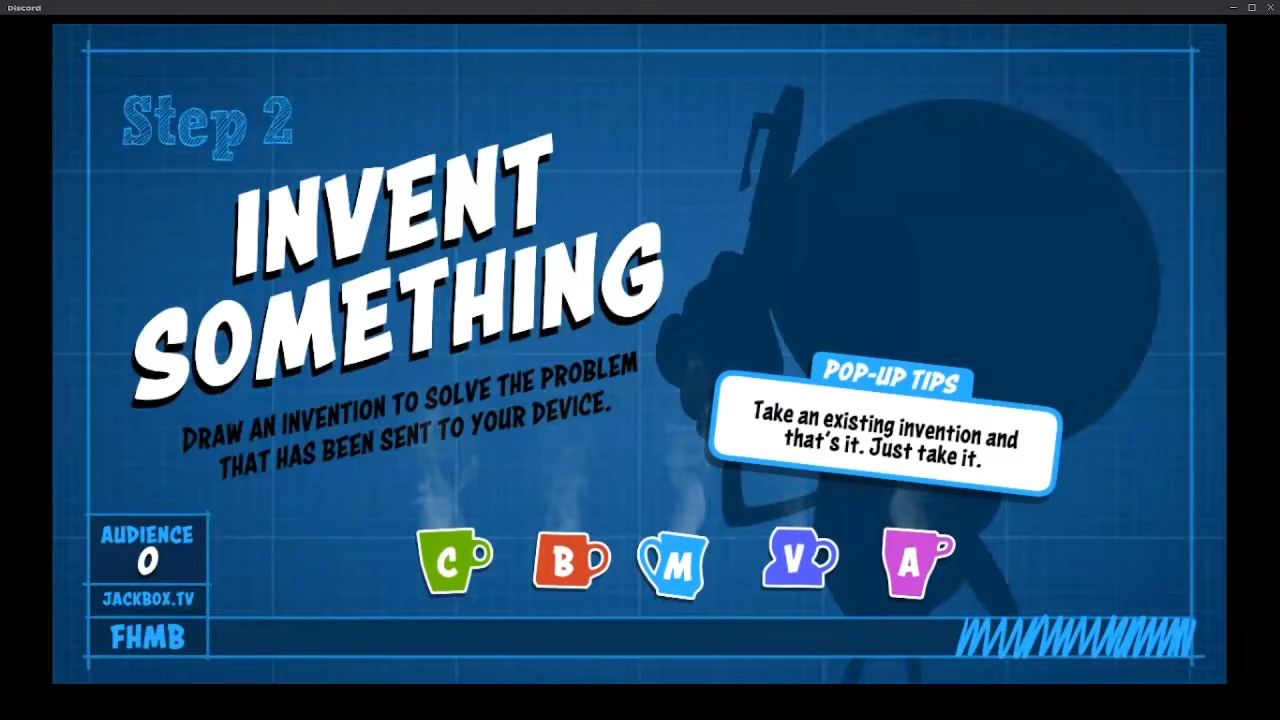 Discord
Step 2
INVENT
SOMETHING
DRAW AN INVENTION TO SOLVE THE PROBLEM
THAT HAS BEEN SENT TO YOUR DEVICE.
POP-UP TIPS
Take an existing invention and
that's it. Just take it.
C B M V A
AUDIENCE
0
JACKBOX.TV
FHMB